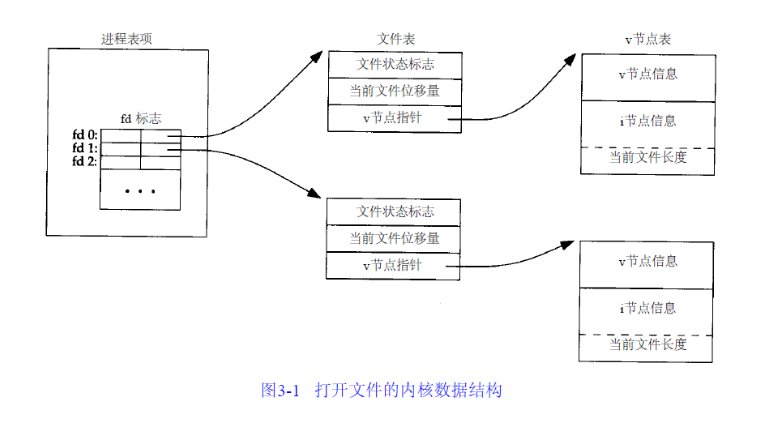 进程表项
文件表
v节点表
文件状态标志
当前文件位移量
v节点指针
v节点信息
i节点信息
当前文件长度
fd 标志
fd 0:
fd 1:
fd 2:
文件状态标志
当前文件位移量
v节点指针
v节点信息
i节点信息
当前文件长度
图3-1 打开文件的内核数据结构